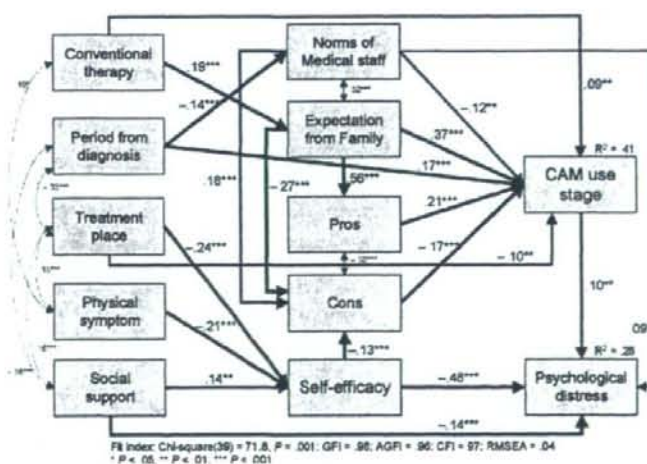 Conventional therapy
Period from diagnosis
Treatment place
Physical symptom
Social support
Norms of Medical staff
Expectation from Family
Pros
Cons
Self-efficacy
CAM use stage
Psychological distress
.18***
-.14***
-.12**
.09**
.37***
.17***
.18***
-.27***
.56***
.21***
-.17***
-.24***
-.10**
-.21***
-.13***
.14**
-.48***
-.14***
.10**
.09
R² = .41
R² = .28
Fit index: Chi-square(39) = 71.8, P = .001; GFI = .98; AGFI = .96; CFI = 97; RMSEA = .04
* P < .05, ** P < .01, *** P < .001